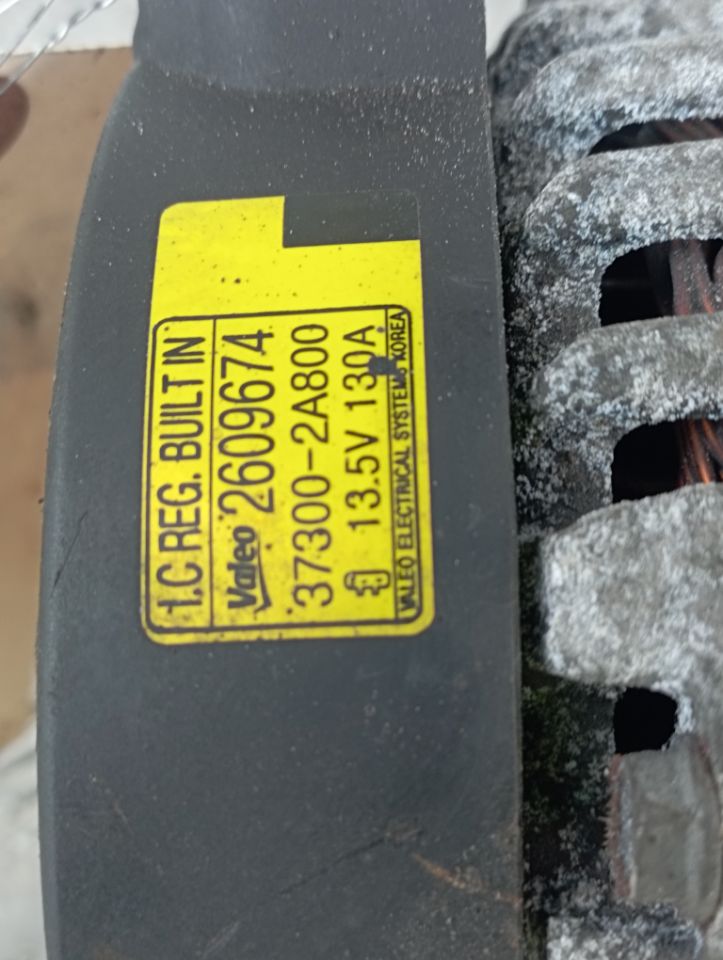 I.C REG. BUILT IN
Valeo 2609674
37300-2A800
13.5V 130A
VALEO ELECTRICAL SYSTEMS KOREA